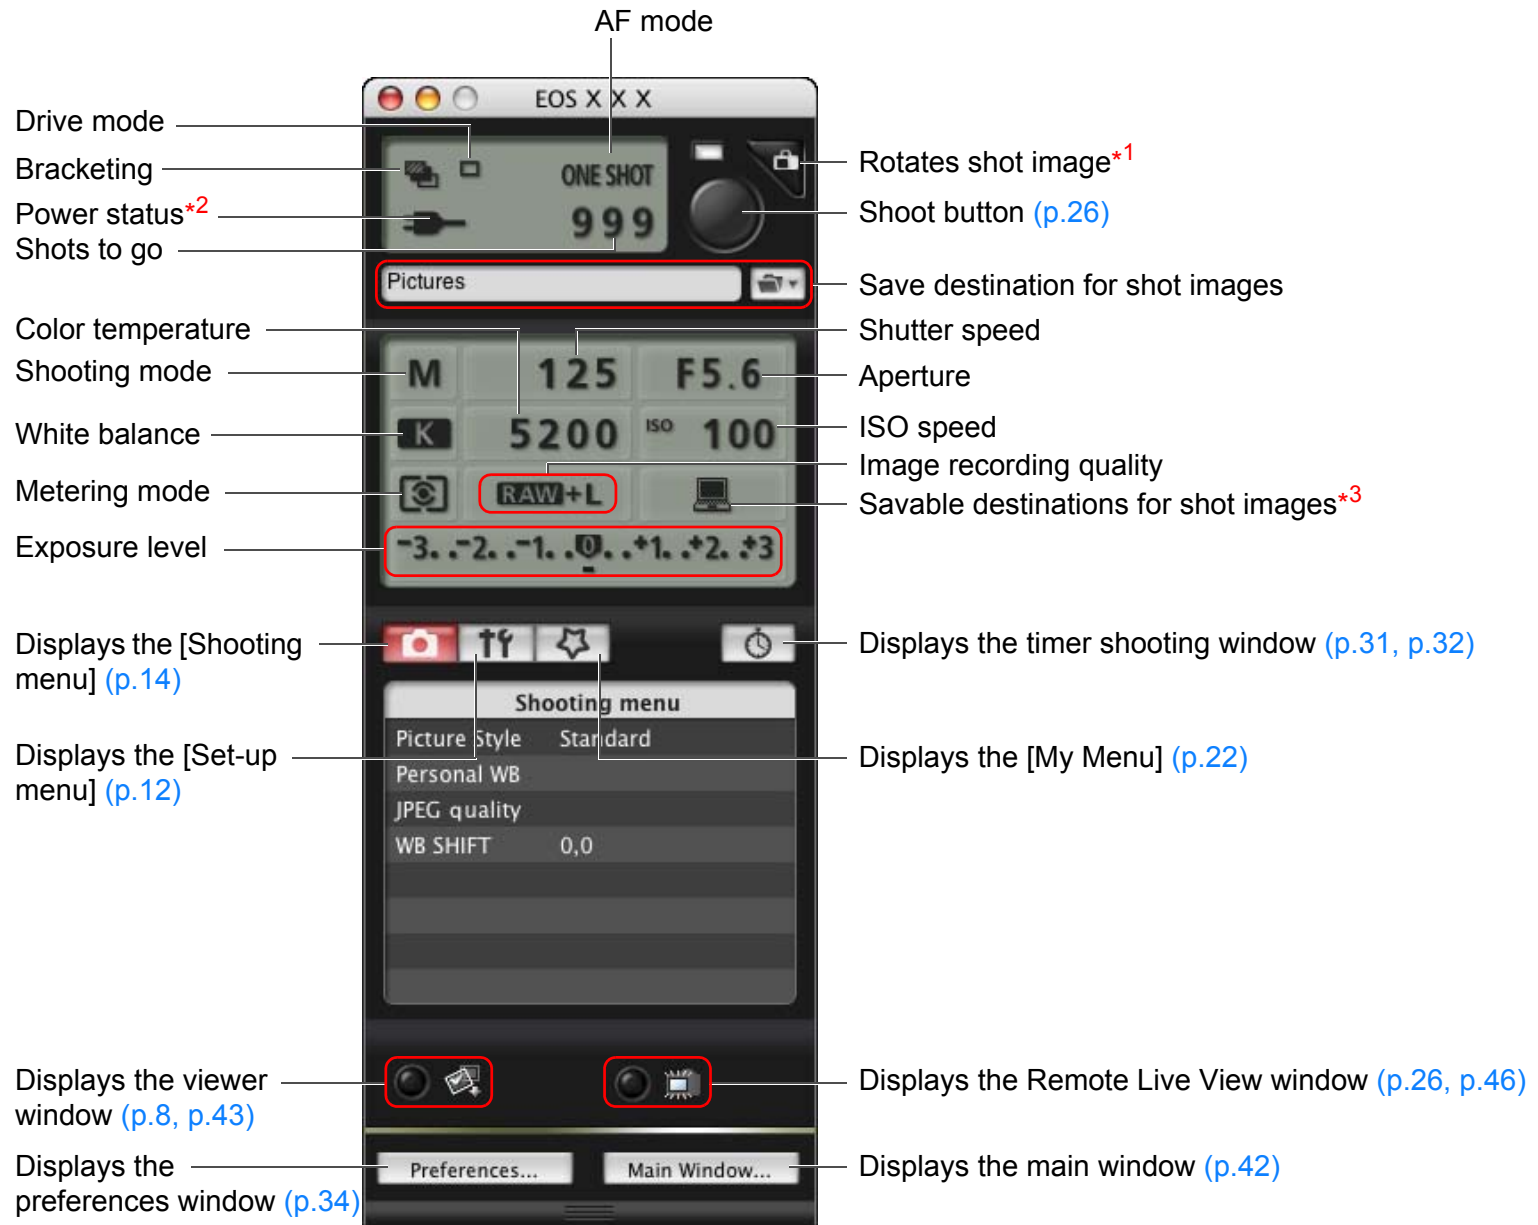 AF mode
EOS X X X
Drive mode
Bracketing
Power status*2
Shots to go
ONE SHOT
999
Rotates shot image*1
Shoot button (p.26)
Pictures
Save destination for shot images
Color temperature
Shooting mode
White balance
Metering mode
Exposure level
M 125 F5.6
K 5200 ISO 100
RAW+L
-3. .-2. .-1. .0. .+1. .+2. .+3
Shutter speed
Aperture
ISO speed
Image recording quality
Savable destinations for shot images*3
Displays the [Shooting
menu] (p.14)
Displays the timer shooting window (p.31, p.32)
Displays the [Set-up
menu] (p.12)
Shooting menu
Picture Style Standard
Personal WB
JPEG quality
WB SHIFT 0,0
Displays the [My Menu] (p.22)
Displays the viewer
window (p.8, p.43)
Displays the Remote Live View window (p.26, p.46)
Displays the
preferences window (p.34)
Preferences...
Main Window...
Displays the main window (p.42)